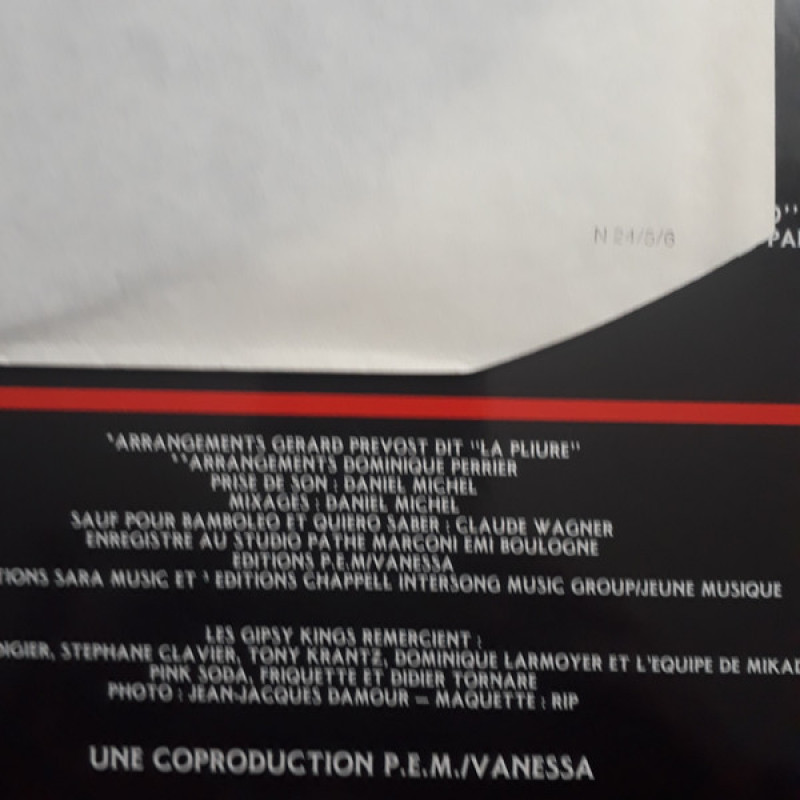 D''
PAR
N 24/5/6
'ARRANGEMENTS GERARD PREVOST DIT "LA PLIURE"
''ARRANGEMENTS DOMINIQUE PERRIER
PRISE DE SON : DANIEL MICHEL
MIXAGES : DANIEL MICHEL
SAUF POUR BAMBOLEO ET QUIERO SABER : CLAUDE WAGNER
ENREGISTRE AU STUDIO PATHE MARCONI EMI BOULOGNE
EDITIONS P.E.M/VANESSA
TIONS SARA MUSIC ET ' EDITIONS CHAPPELL INTERSONG MUSIC GROUP/JEUNE MUSIQUE
LES GIPSY KINGS REMERCIENT :
DIGIER, STEPHANE CLAVIER, TONY KRANTZ, DOMINIQUE LARMOYER ET L'EQUIPE DE MIKAD
PINK SODA, FRIQUETTE ET DIDIER TORNARE
PHOTO : JEAN-JACQUES DAMOUR — MAQUETTE : RIP
UNE COPRODUCTION P.E.M./VANESSA